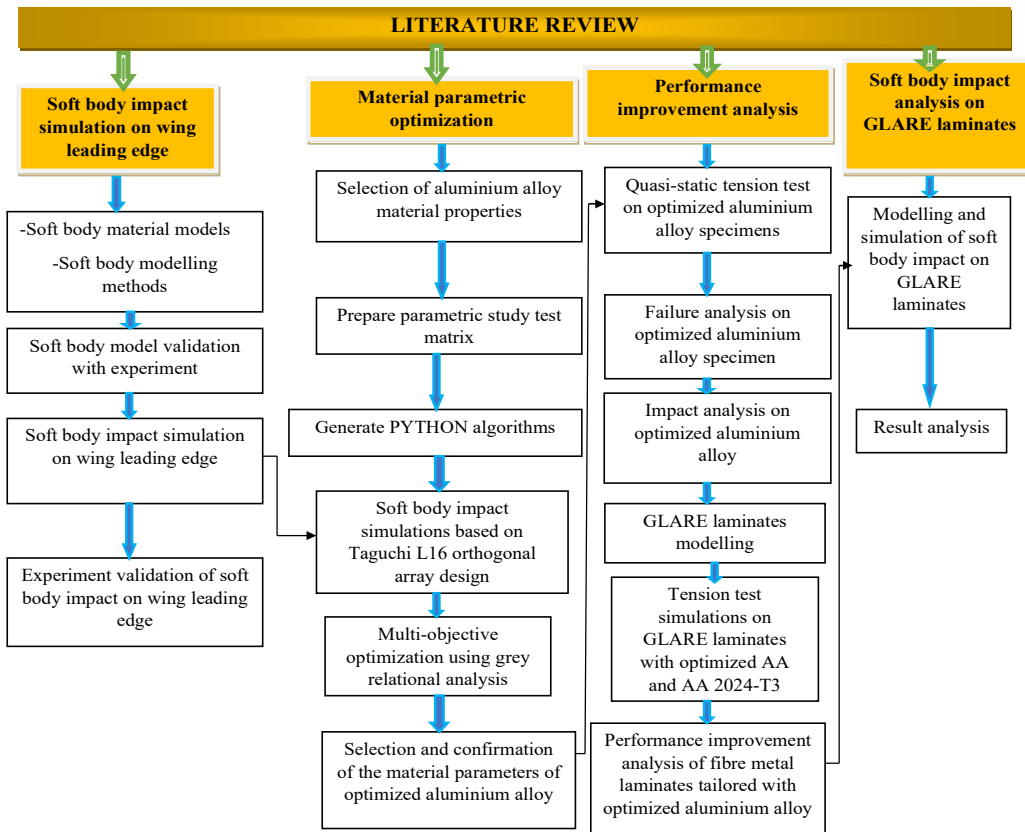 LITERATURE REVIEW
Soft body impact
simulation on wing
leading edge
-Soft body material models
-Soft body modelling
methods
Soft body model validation
with experiment
Soft body impact simulation
on wing leading edge
Experiment validation of soft
body impact on wing leading
edge
Material parametric
optimization
Selection of aluminium alloy
material properties
Prepare parametric study test
matrix
Generate PYTHON algorithms
Soft body impact
simulations based on
Taguchi L16 orthogonal
array design
Multi-objective
optimization using grey
relational analysis
Selection and confirmation
of the material parameters of
optimized aluminium alloy
Performance
improvement analysis
Quasi-static tension test
on optimized aluminium
alloy specimens
Failure analysis on
optimized aluminium
alloy specimen
Impact analysis on
optimized aluminium
alloy
GLARE laminates
modelling
Tension test
simulations on
GLARE laminates
with optimized AA
and AA 2024-T3
Performance improvement
analysis of fibre metal
laminates tailored with
optimized aluminium alloy
Soft body impact
analysis on
GLARE laminates
Modelling and
simulation of soft
body impact on
GLARE
laminates
Result analysis